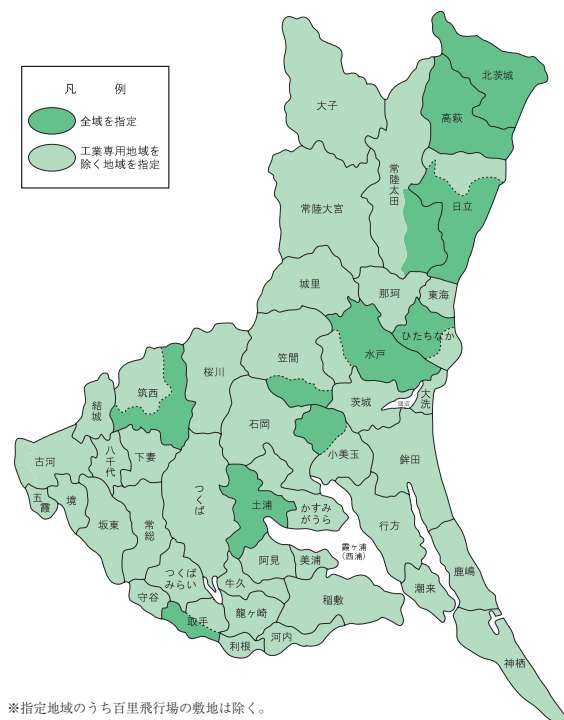 凡　例
全域を指定
工業専用地域を
除く地域を指定
北茨城
大子
高萩
常陸太田
日立
常陸大宮
城里
那珂
東海
ひたちなか
水戸
笠間
桜川
筑西
結城
茨城
大洗
涸沼
石岡
小美玉
鉾田
古河
八千代
下妻
つくば
五霞
境
坂東
常総
土浦
かすみ
がうら
行方
霞ヶ浦
(西浦)
阿見
美浦
鹿嶋
つくば
みらい
牛久
稲敷
潮来
守谷
取手
龍ヶ崎
利根
河内
神栖
※指定地域のうち百里飛行場の敷地は除く。